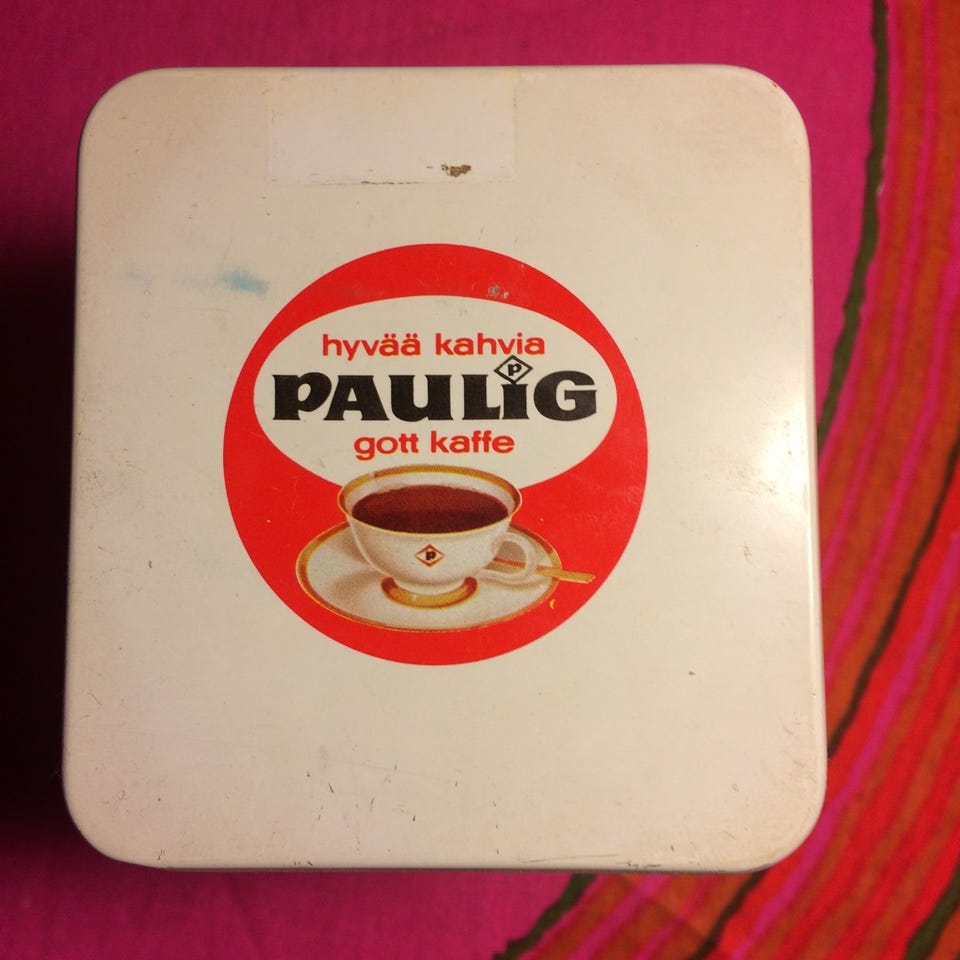 hyvää kahvia
P
PAULiG
gott kaffe
P